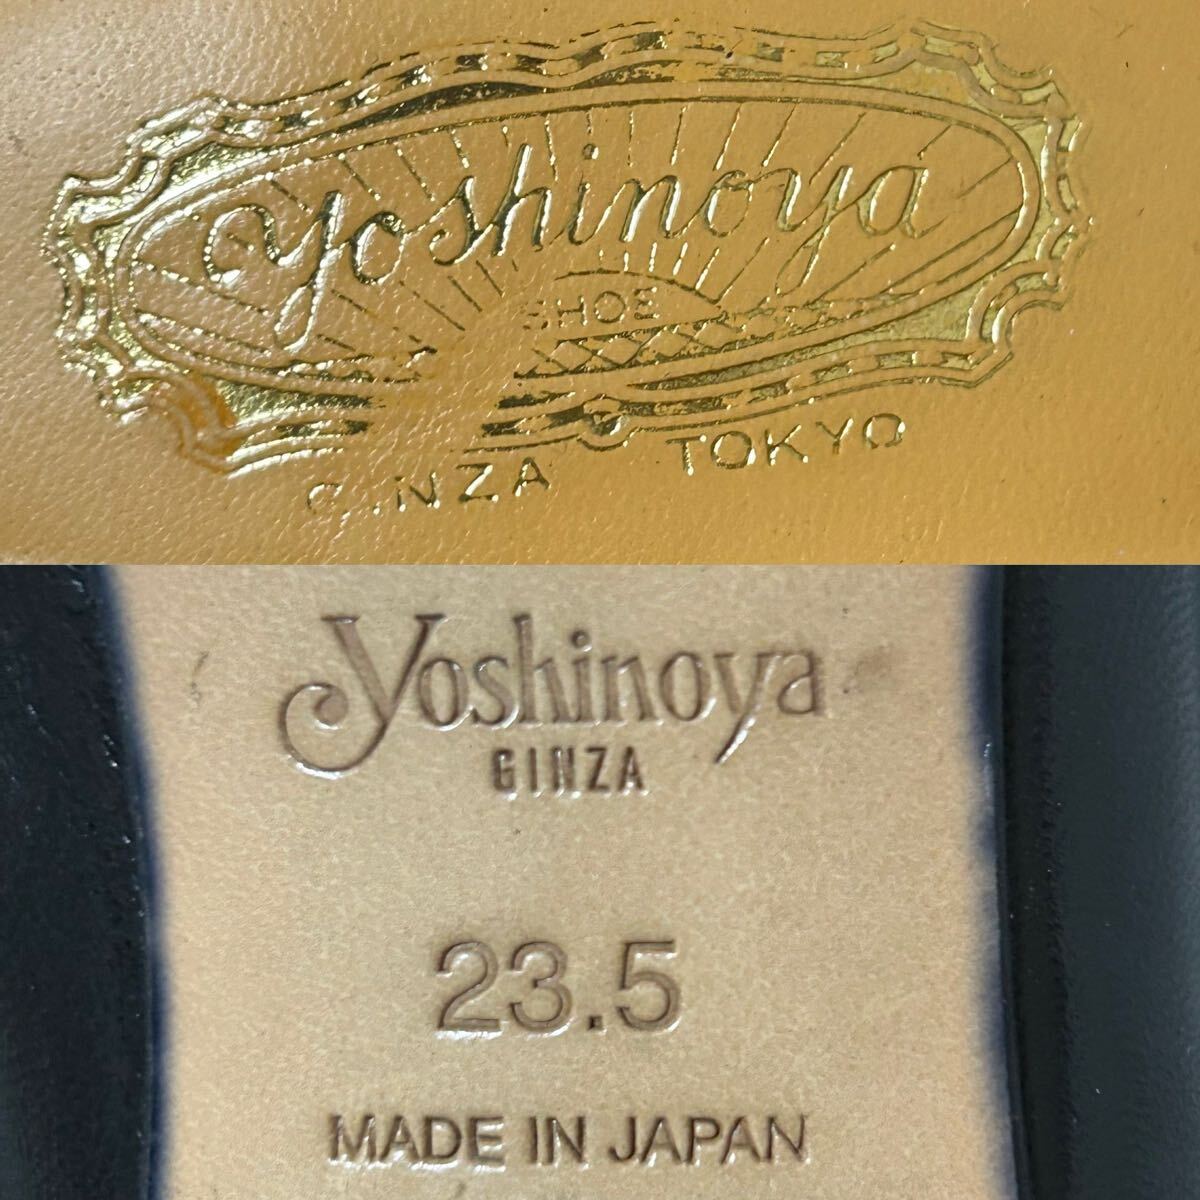 Yoshinoya
SHOE
GINZA TOKYO
Yoshinoya
GINZA
23.5
MADE IN JAPAN